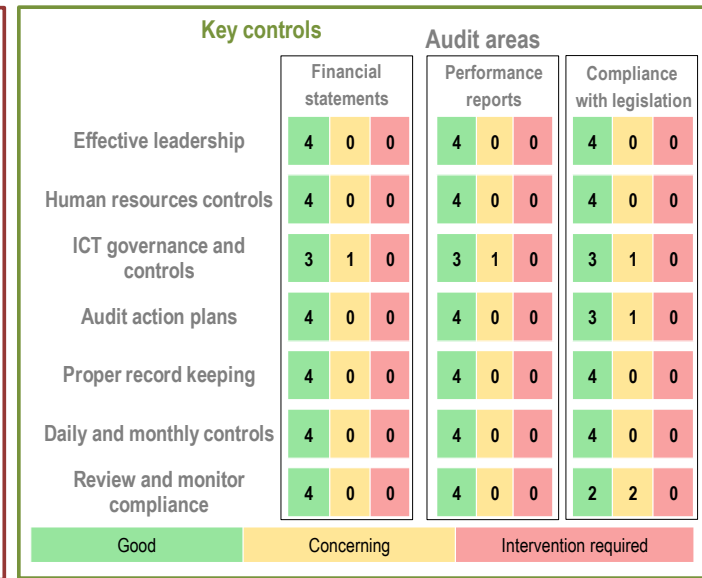 Key controls
Audit areas
Financial statements
Performance reports
Compliance with legislation
Effective leadership 4 0 0 4 0 0 4 0 0
Human resources controls 4 0 0 4 0 0 4 0 0
ICT governance and controls 3 1 0 3 1 0 3 1 0
Audit action plans 4 0 0 4 0 0 3 1 0
Proper record keeping 4 0 0 4 0 0 4 0 0
Daily and monthly controls 4 0 0 4 0 0 4 0 0
Review and monitor compliance 4 0 0 4 0 0 2 2 0
Good Concerning Intervention required